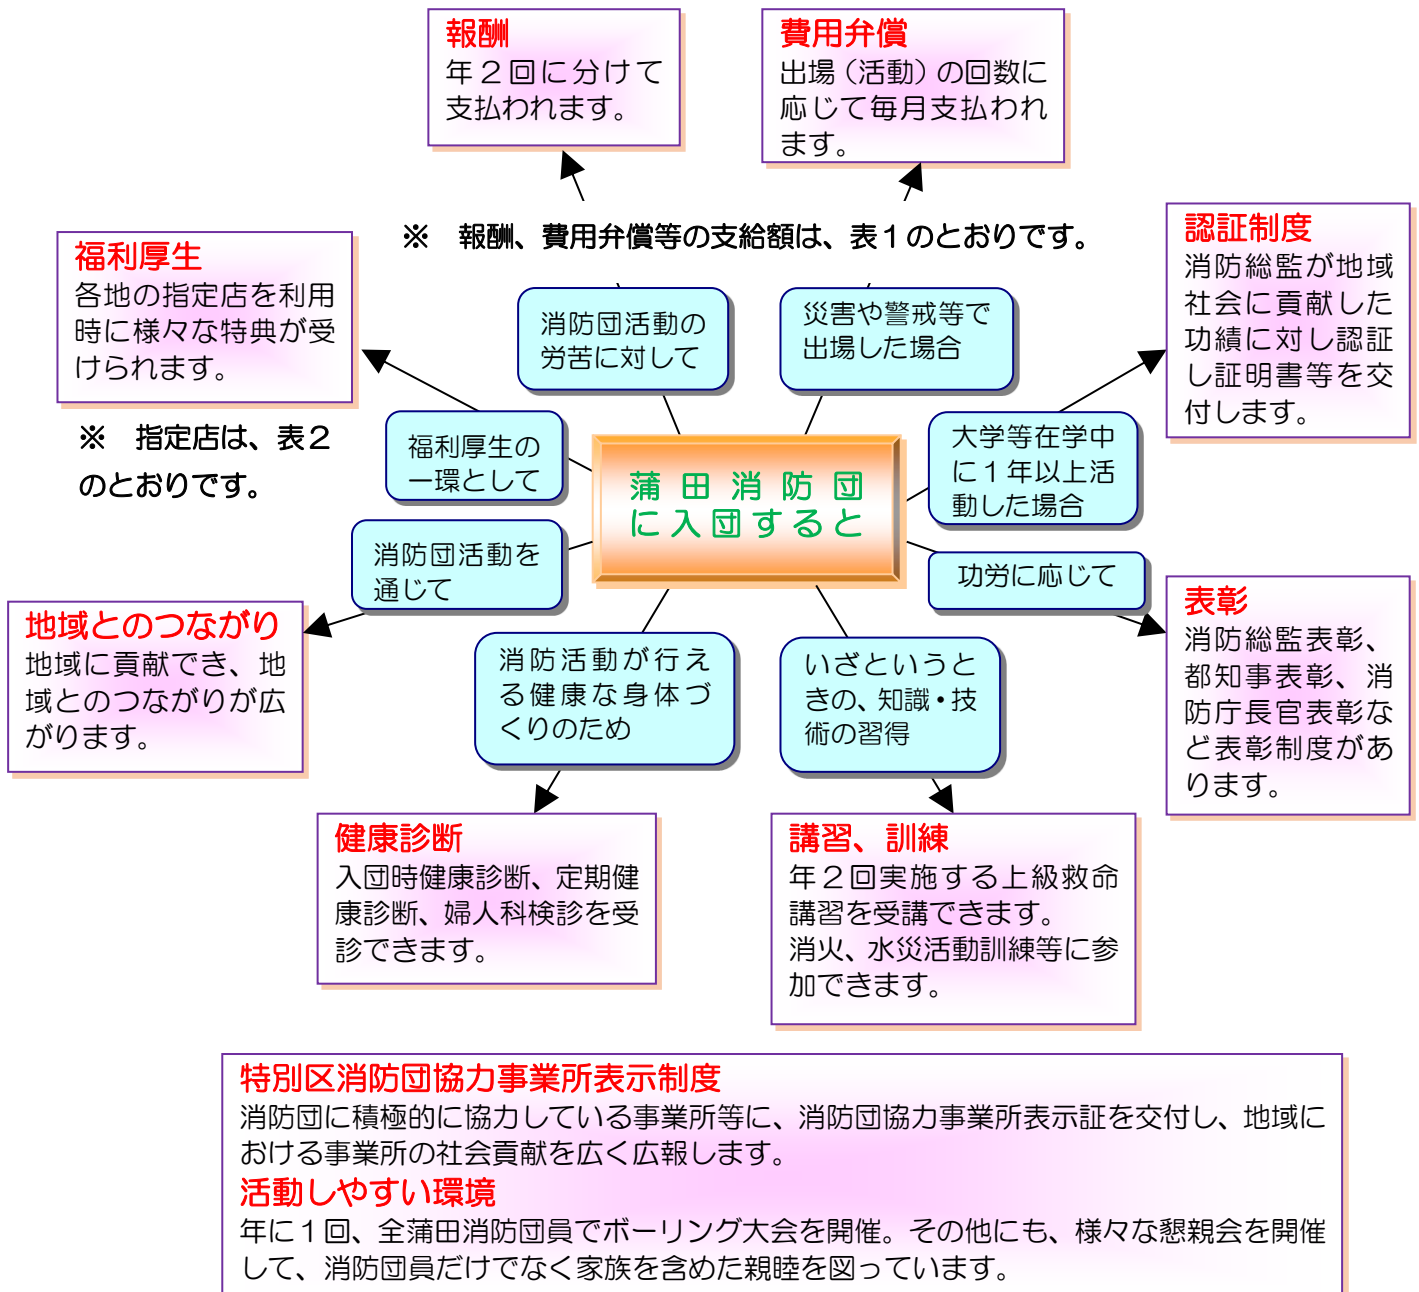 報酬
年２回に分けて
支払われます。
費用弁償
出場（活動）の回数に
応じて毎月支払われ
ます。
※　報酬、費用弁償等の支給額は、表１のとおりです。
認証制度
消防総監が地域
社会に貢献した
功績に対し認証
し証明書等を交
付します。
福利厚生
各地の指定店を利用
時に様々な特典が受
けられます。
※　指定店は、表２
のとおりです。
消防団活動の
労苦に対して
災害や警戒等で
出場した場合
福利厚生の
一環として
大学等在学中
に１年以上活
動した場合
蒲田消防団
に入団すると
消防団活動を
通じて
功労に応じて
地域とのつながり
地域に貢献でき、地
域とのつながりが広
がります。
表彰
消防総監表彰、
都知事表彰、消
防庁長官表彰な
ど表彰制度があ
ります。
消防活動が行え
る健康な身体づ
くりのため
いざというと
きの、知識・技
術の習得
健康診断
入団時健康診断、定期健
康診断、婦人科検診を受
診できます。
講習、訓練
年２回実施する上級救命
講習を受講できます。
消火、水災活動訓練等に参
加できます。
特別区消防団協力事業所表示制度
消防団に積極的に協力している事業所等に、消防団協力事業所表示証を交付し、地域に
おける事業所の社会貢献を広く広報します。
活動しやすい環境
年に１回、全蒲田消防団員でボーリング大会を開催。その他にも、様々な懇親会を開催
して、消防団員だけでなく家族を含めた親睦を図っています。